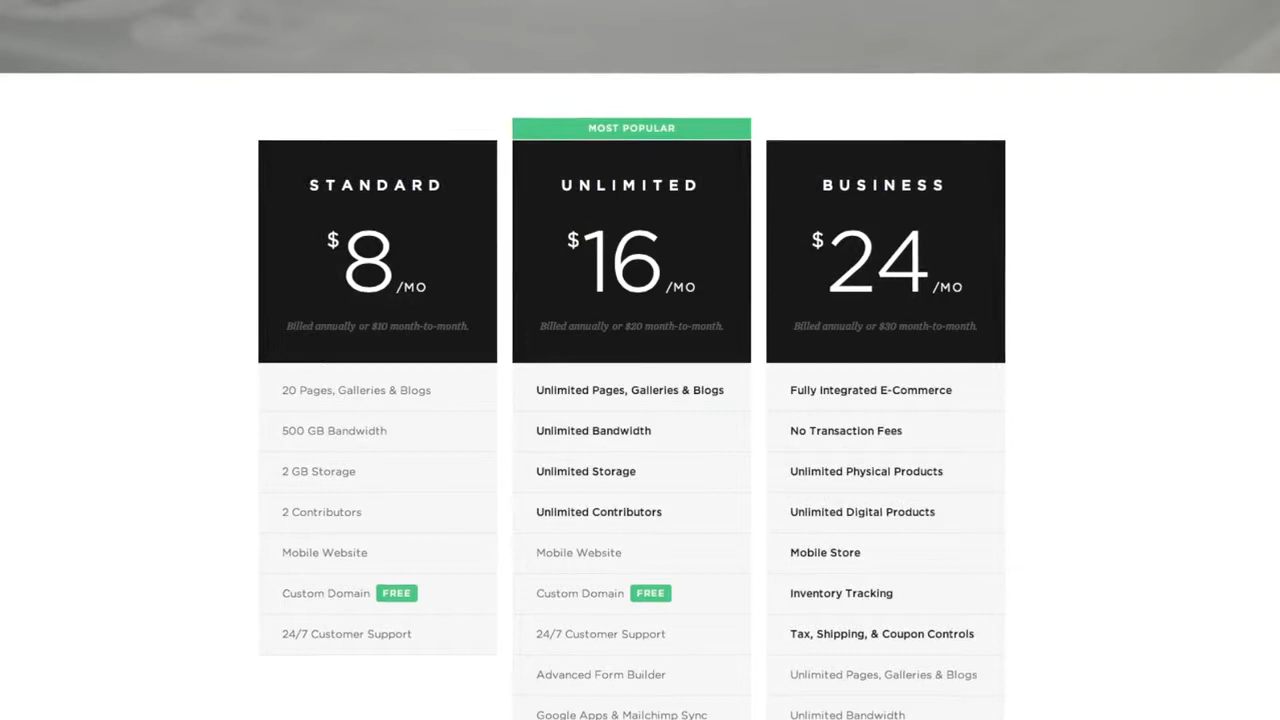 MOST POPULAR
STANDARD
$8/MO
Billed annually or $10 month-to-month.
20 Pages, Galleries & Blogs
500 GB Bandwidth
2 GB Storage
2 Contributors
Mobile Website
Custom Domain FREE
24/7 Customer Support
UNLIMITED
$16/MO
Billed annually or $20 month-to-month.
Unlimited Pages, Galleries & Blogs
Unlimited Bandwidth
Unlimited Storage
Unlimited Contributors
Mobile Website
Custom Domain FREE
24/7 Customer Support
Advanced Form Builder
Google Apps & Mailchimp Sync
BUSINESS
$24/MO
Billed annually or $30 month-to-month.
Fully Integrated E-Commerce
No Transaction Fees
Unlimited Physical Products
Unlimited Digital Products
Mobile Store
Inventory Tracking
Tax, Shipping, & Coupon Controls
Unlimited Pages, Galleries & Blogs
Unlimited Bandwidth